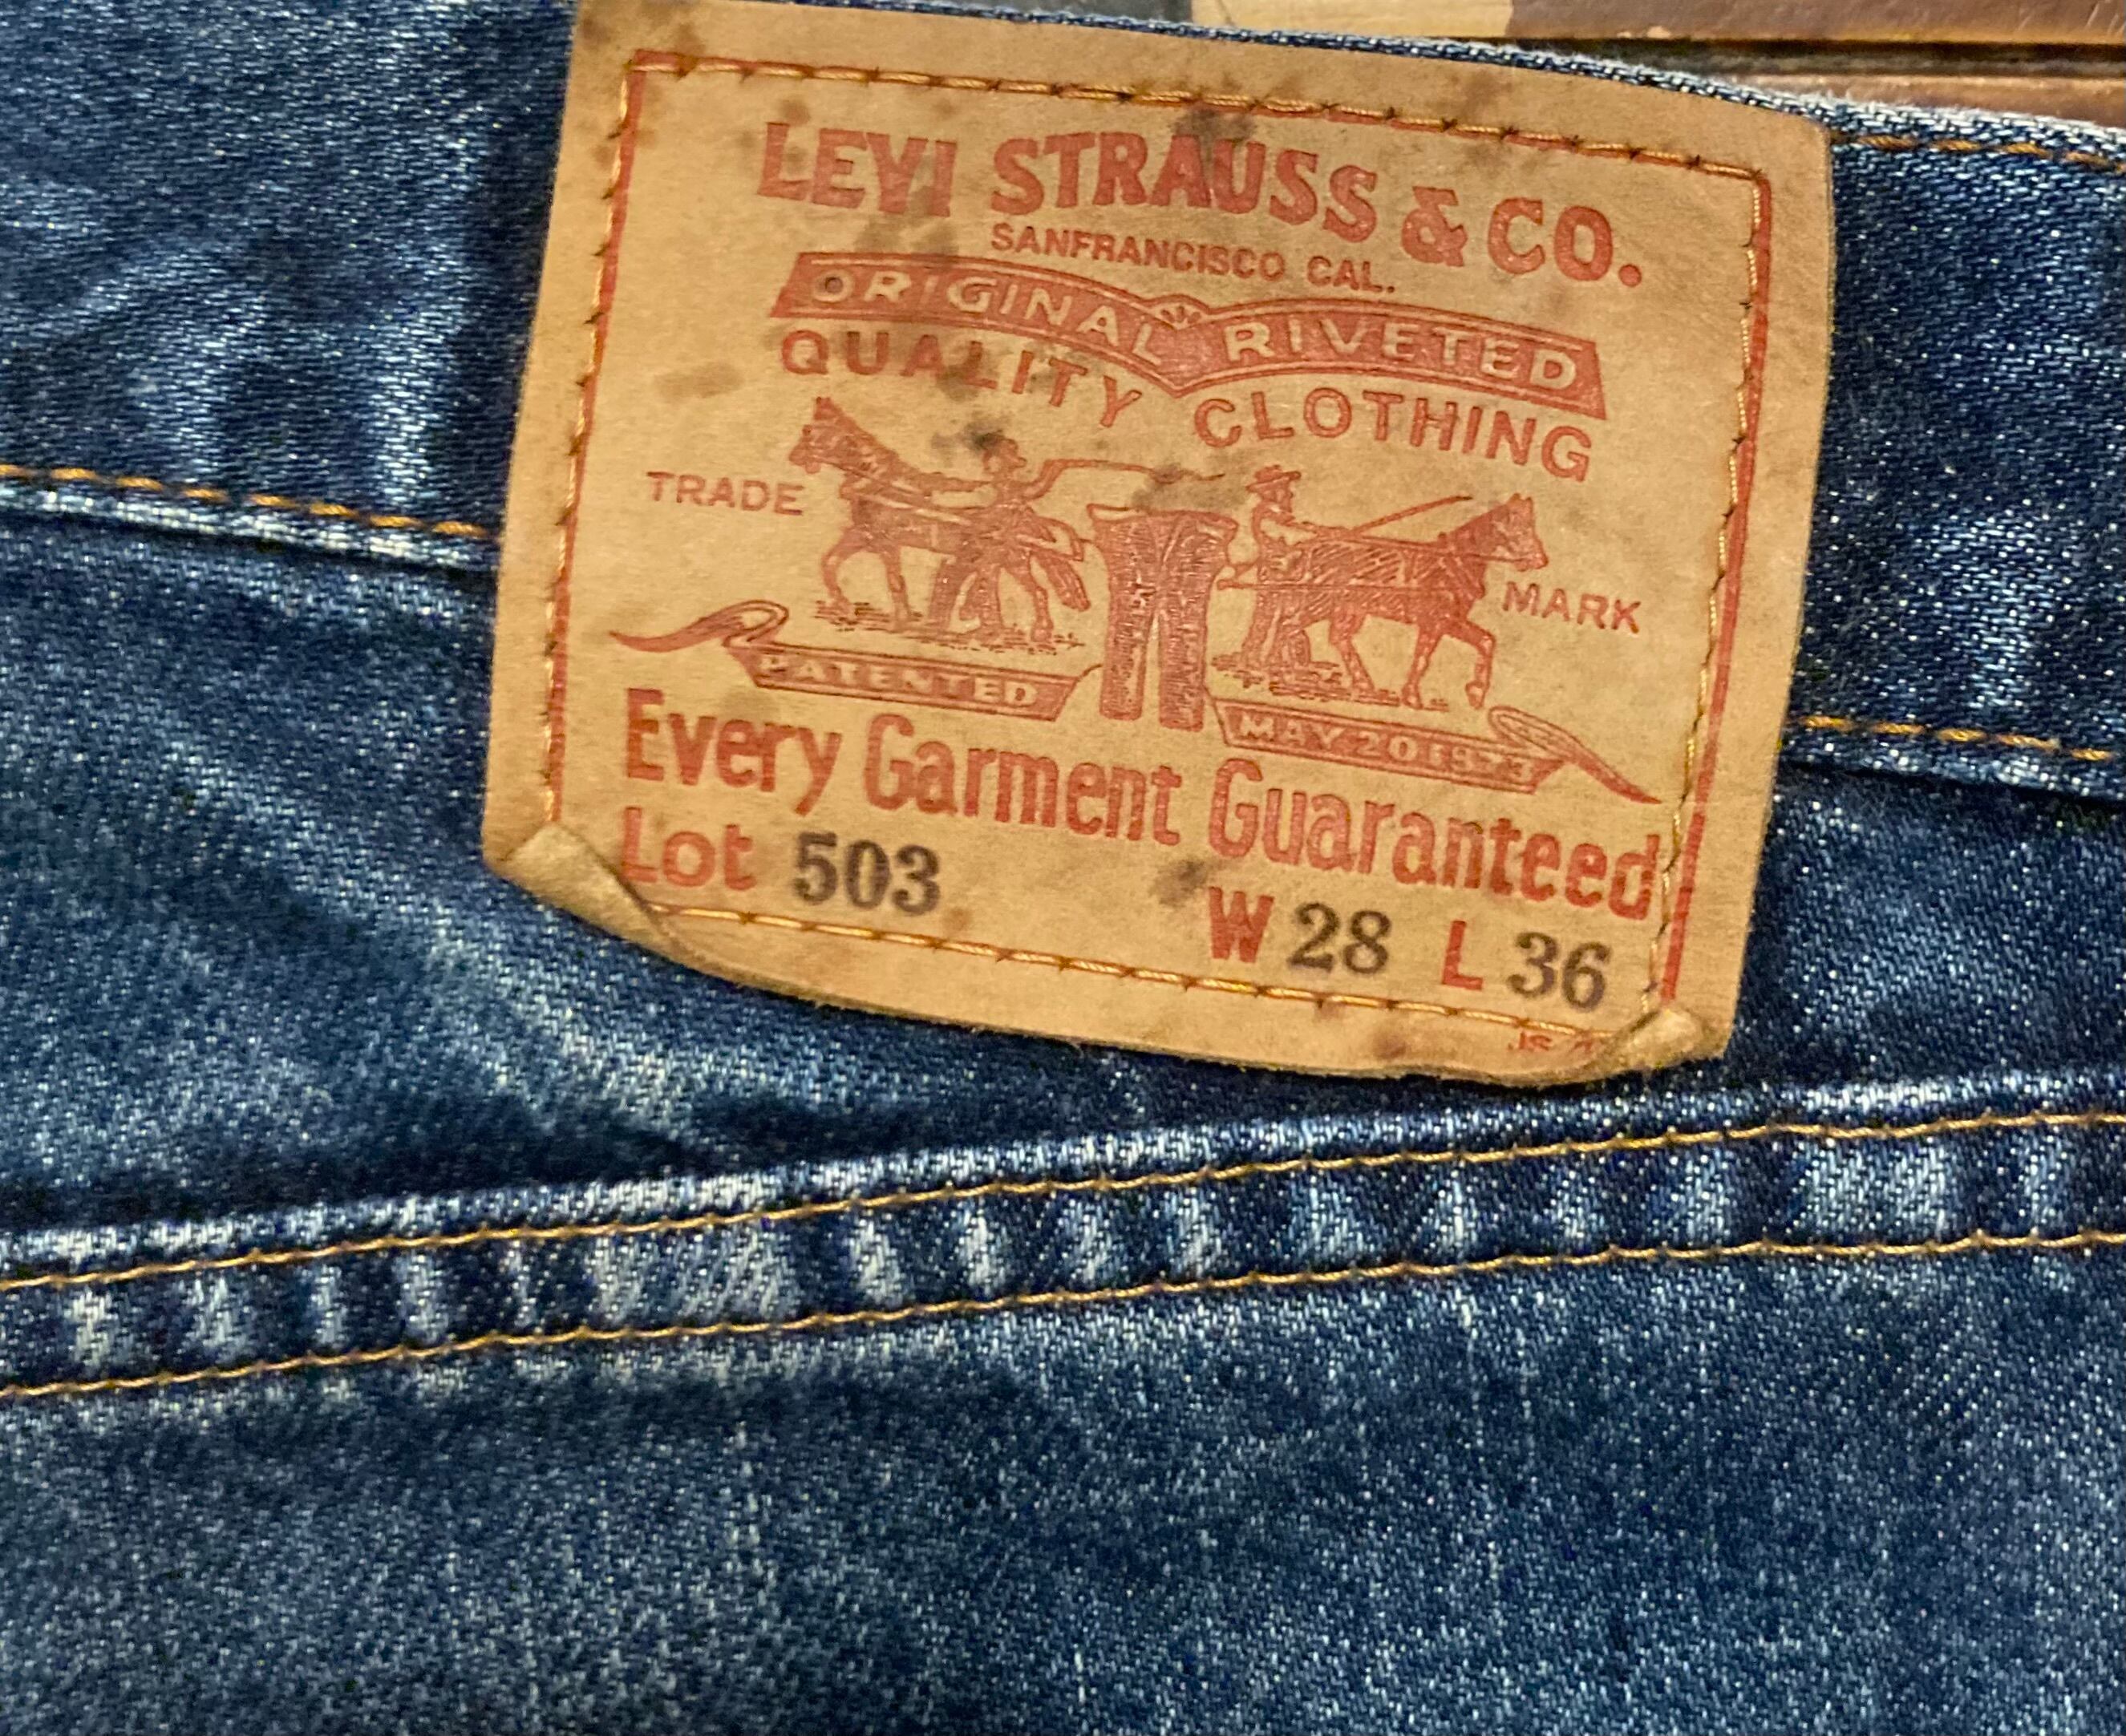 LEVI STRAUSS & CO.
SANFRANCISCO CAL.
ORIGINAL RIVETED
QUALITY CLOTHING
TRADE MARK
PATENTED MAY 20 1873
Every Garment Guaranteed
Lot 503
W 28 L 36